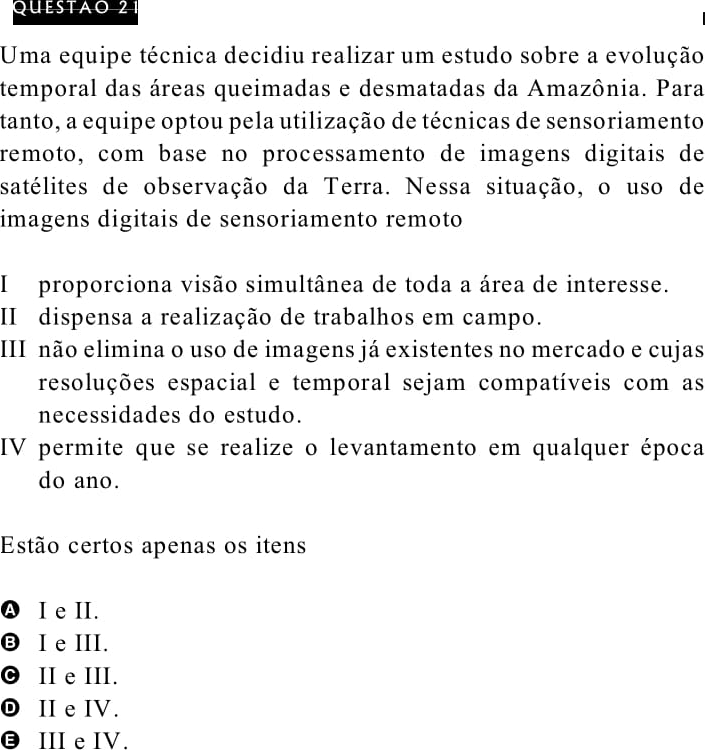 QUESTÃO 21
Uma equipe técnica decidiu realizar um estudo sobre a evolução
temporal das áreas queimadas e desmatadas da Amazônia. Para
tanto, a equipe optou pela utilização de técnicas de sensoriamento
remoto, com base no processamento de imagens digitais de
satélites de observação da Terra. Nessa situação, o uso de
imagens digitais de sensoriamento remoto
I proporciona visão simultânea de toda a área de interesse.
II dispensa a realização de trabalhos em campo.
III não elimina o uso de imagens já existentes no mercado e cujas
resoluções espacial e temporal sejam compatíveis com as
necessidades do estudo.
IV permite que se realize o levantamento em qualquer época
do ano.
Estão certos apenas os itens
A I e II.
B I e III.
C II e III.
D II e IV.
E III e IV.